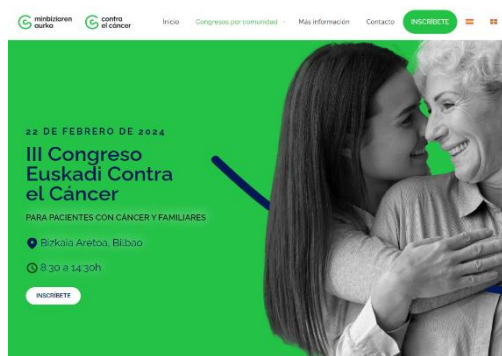 minbiziaren
aurka
contra
el cáncer
Inicio
Congresos por comunidad
Más información
Contacto
INSCRÍBETE
22 DE FEBRERO DE 2024
III Congreso
Euskadi Contra
el Cáncer
PARA PACIENTES CON CÁNCER Y FAMILIARES
Bizkaia Aretoa, Bilbao
8:30 a 14:30h
INSCRÍBETE